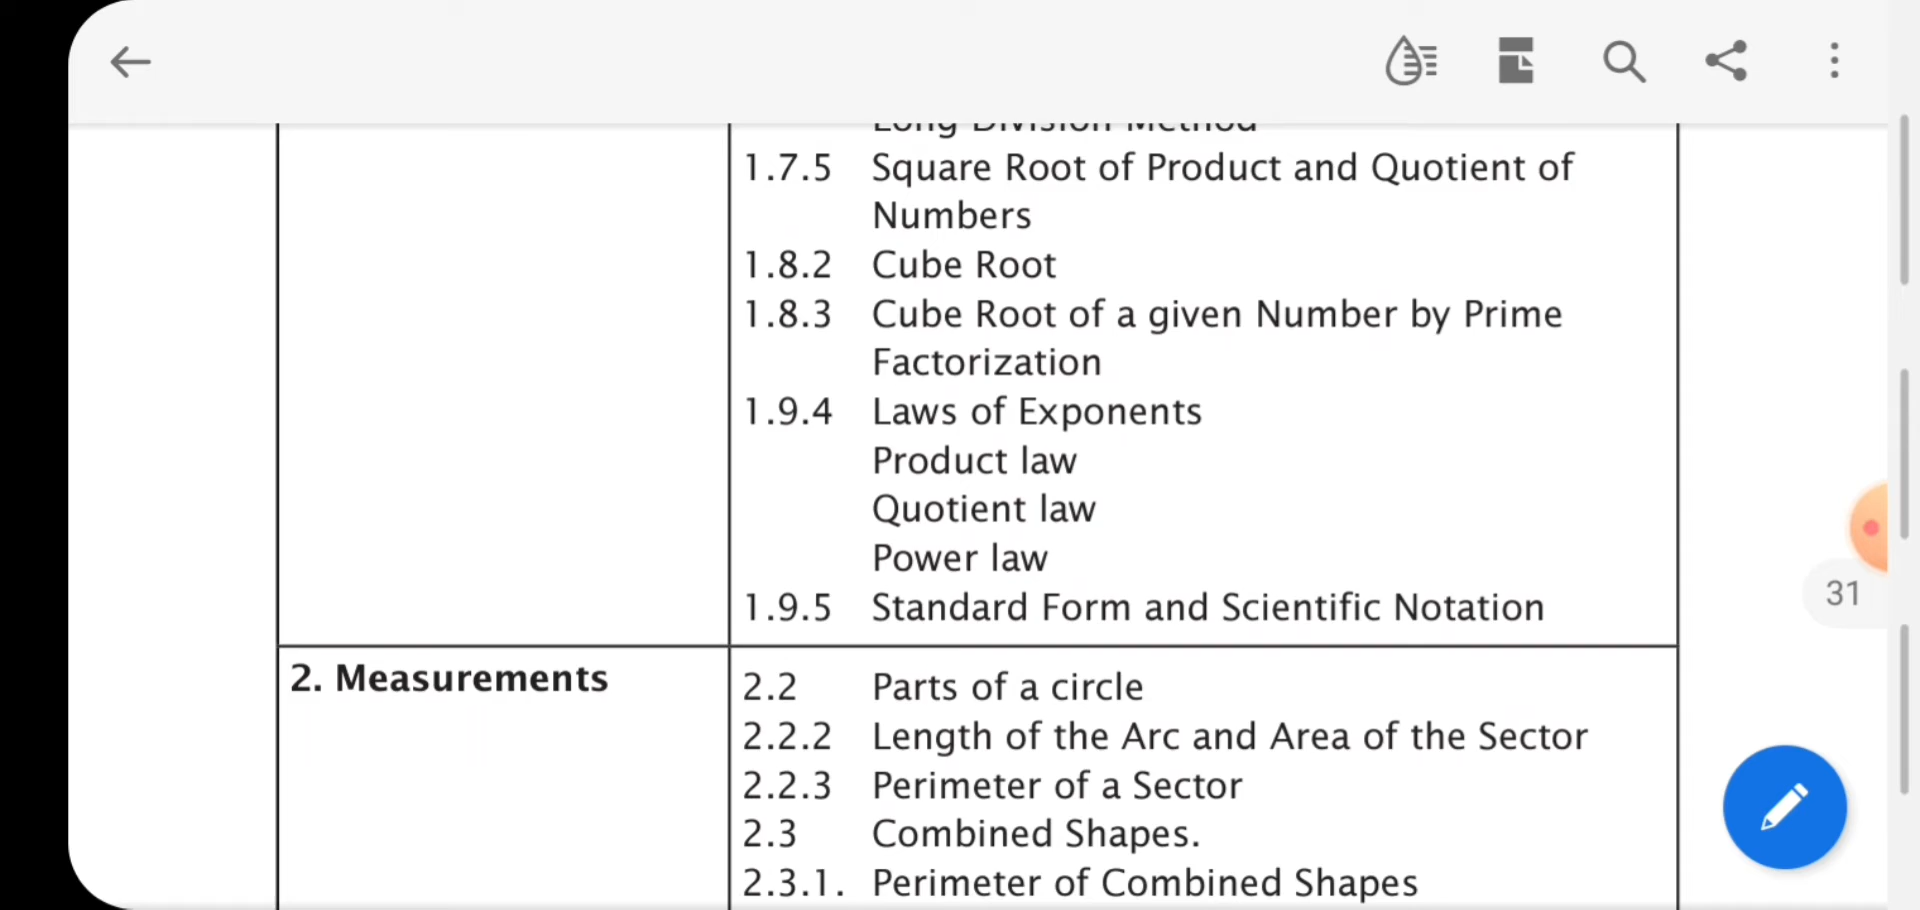 Long Division Method
1.7.5 Square Root of Product and Quotient of
Numbers
1.8.2 Cube Root
1.8.3 Cube Root of a given Number by Prime
Factorization
1.9.4 Laws of Exponents
Product law
Quotient law
Power law
1.9.5 Standard Form and Scientific Notation
31
2. Measurements
2.2 Parts of a circle
2.2.2 Length of the Arc and Area of the Sector
2.2.3 Perimeter of a Sector
2.3 Combined Shapes.
2.3.1. Perimeter of Combined Shapes